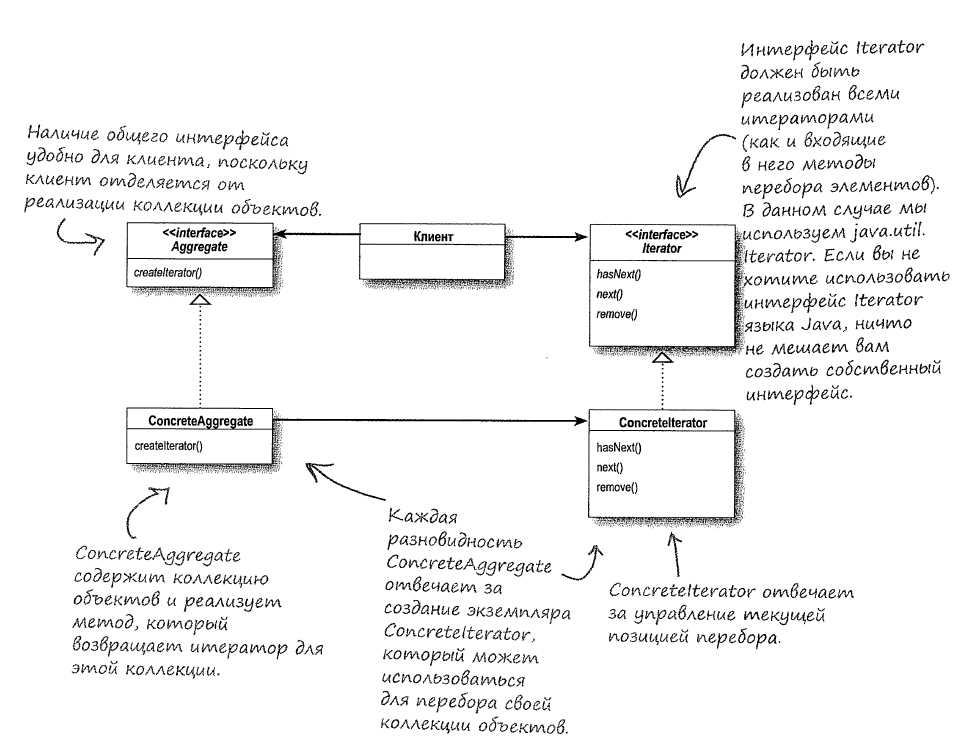 Интерфейс Iterator
должен быть
реализован всеми
итераторами
(как и входящие
в него методы
перебора элементов).
В данном случае мы
используем java.util.
Iterator. Если вы не
хотите использовать
интерфейс Iterator
языка Java, ничто
не мешает вам
создать собственный
интерфейс.
Наличие общего интерфейса
удобно для клиента, поскольку
клиент отделяется от
реализации коллекции объектов.
<<interface>>
Aggregate
createIterator()
Клиент
<<interface>>
Iterator
hasNext()
next()
remove()
ConcreteAggregate
createIterator()
ConcreteIterator
hasNext()
next()
remove()
ConcreteAggregate
содержит коллекцию
объектов и реализует
метод, который
возвращает итератор для
этой коллекции.
Каждая
разновидность
ConcreteAggregate
отвечает за
создание экземпляра
ConcreteIterator,
который может
использоваться
для перебора своей
коллекции объектов.
ConcreteIterator отвечает
за управление текущей
позицией перебора.